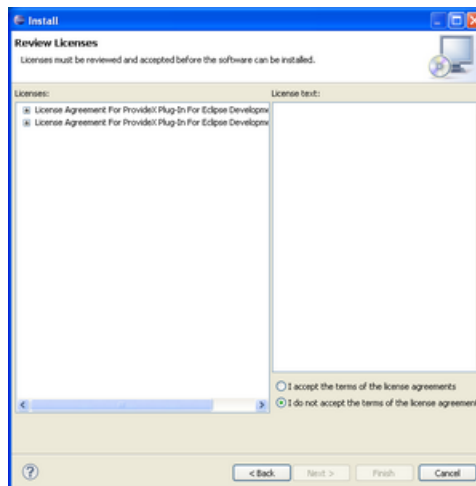 Install
Review Licenses
Licenses must be reviewed and accepted before the software can be installed.
Licenses:
License text:
License Agreement For ProvideX Plug-In For Eclipse Developme
License Agreement For ProvideX Plug-In For Eclipse Developme
I accept the terms of the license agreements
I do not accept the terms of the license agreement
?
< Back
Next >
Finish
Cancel